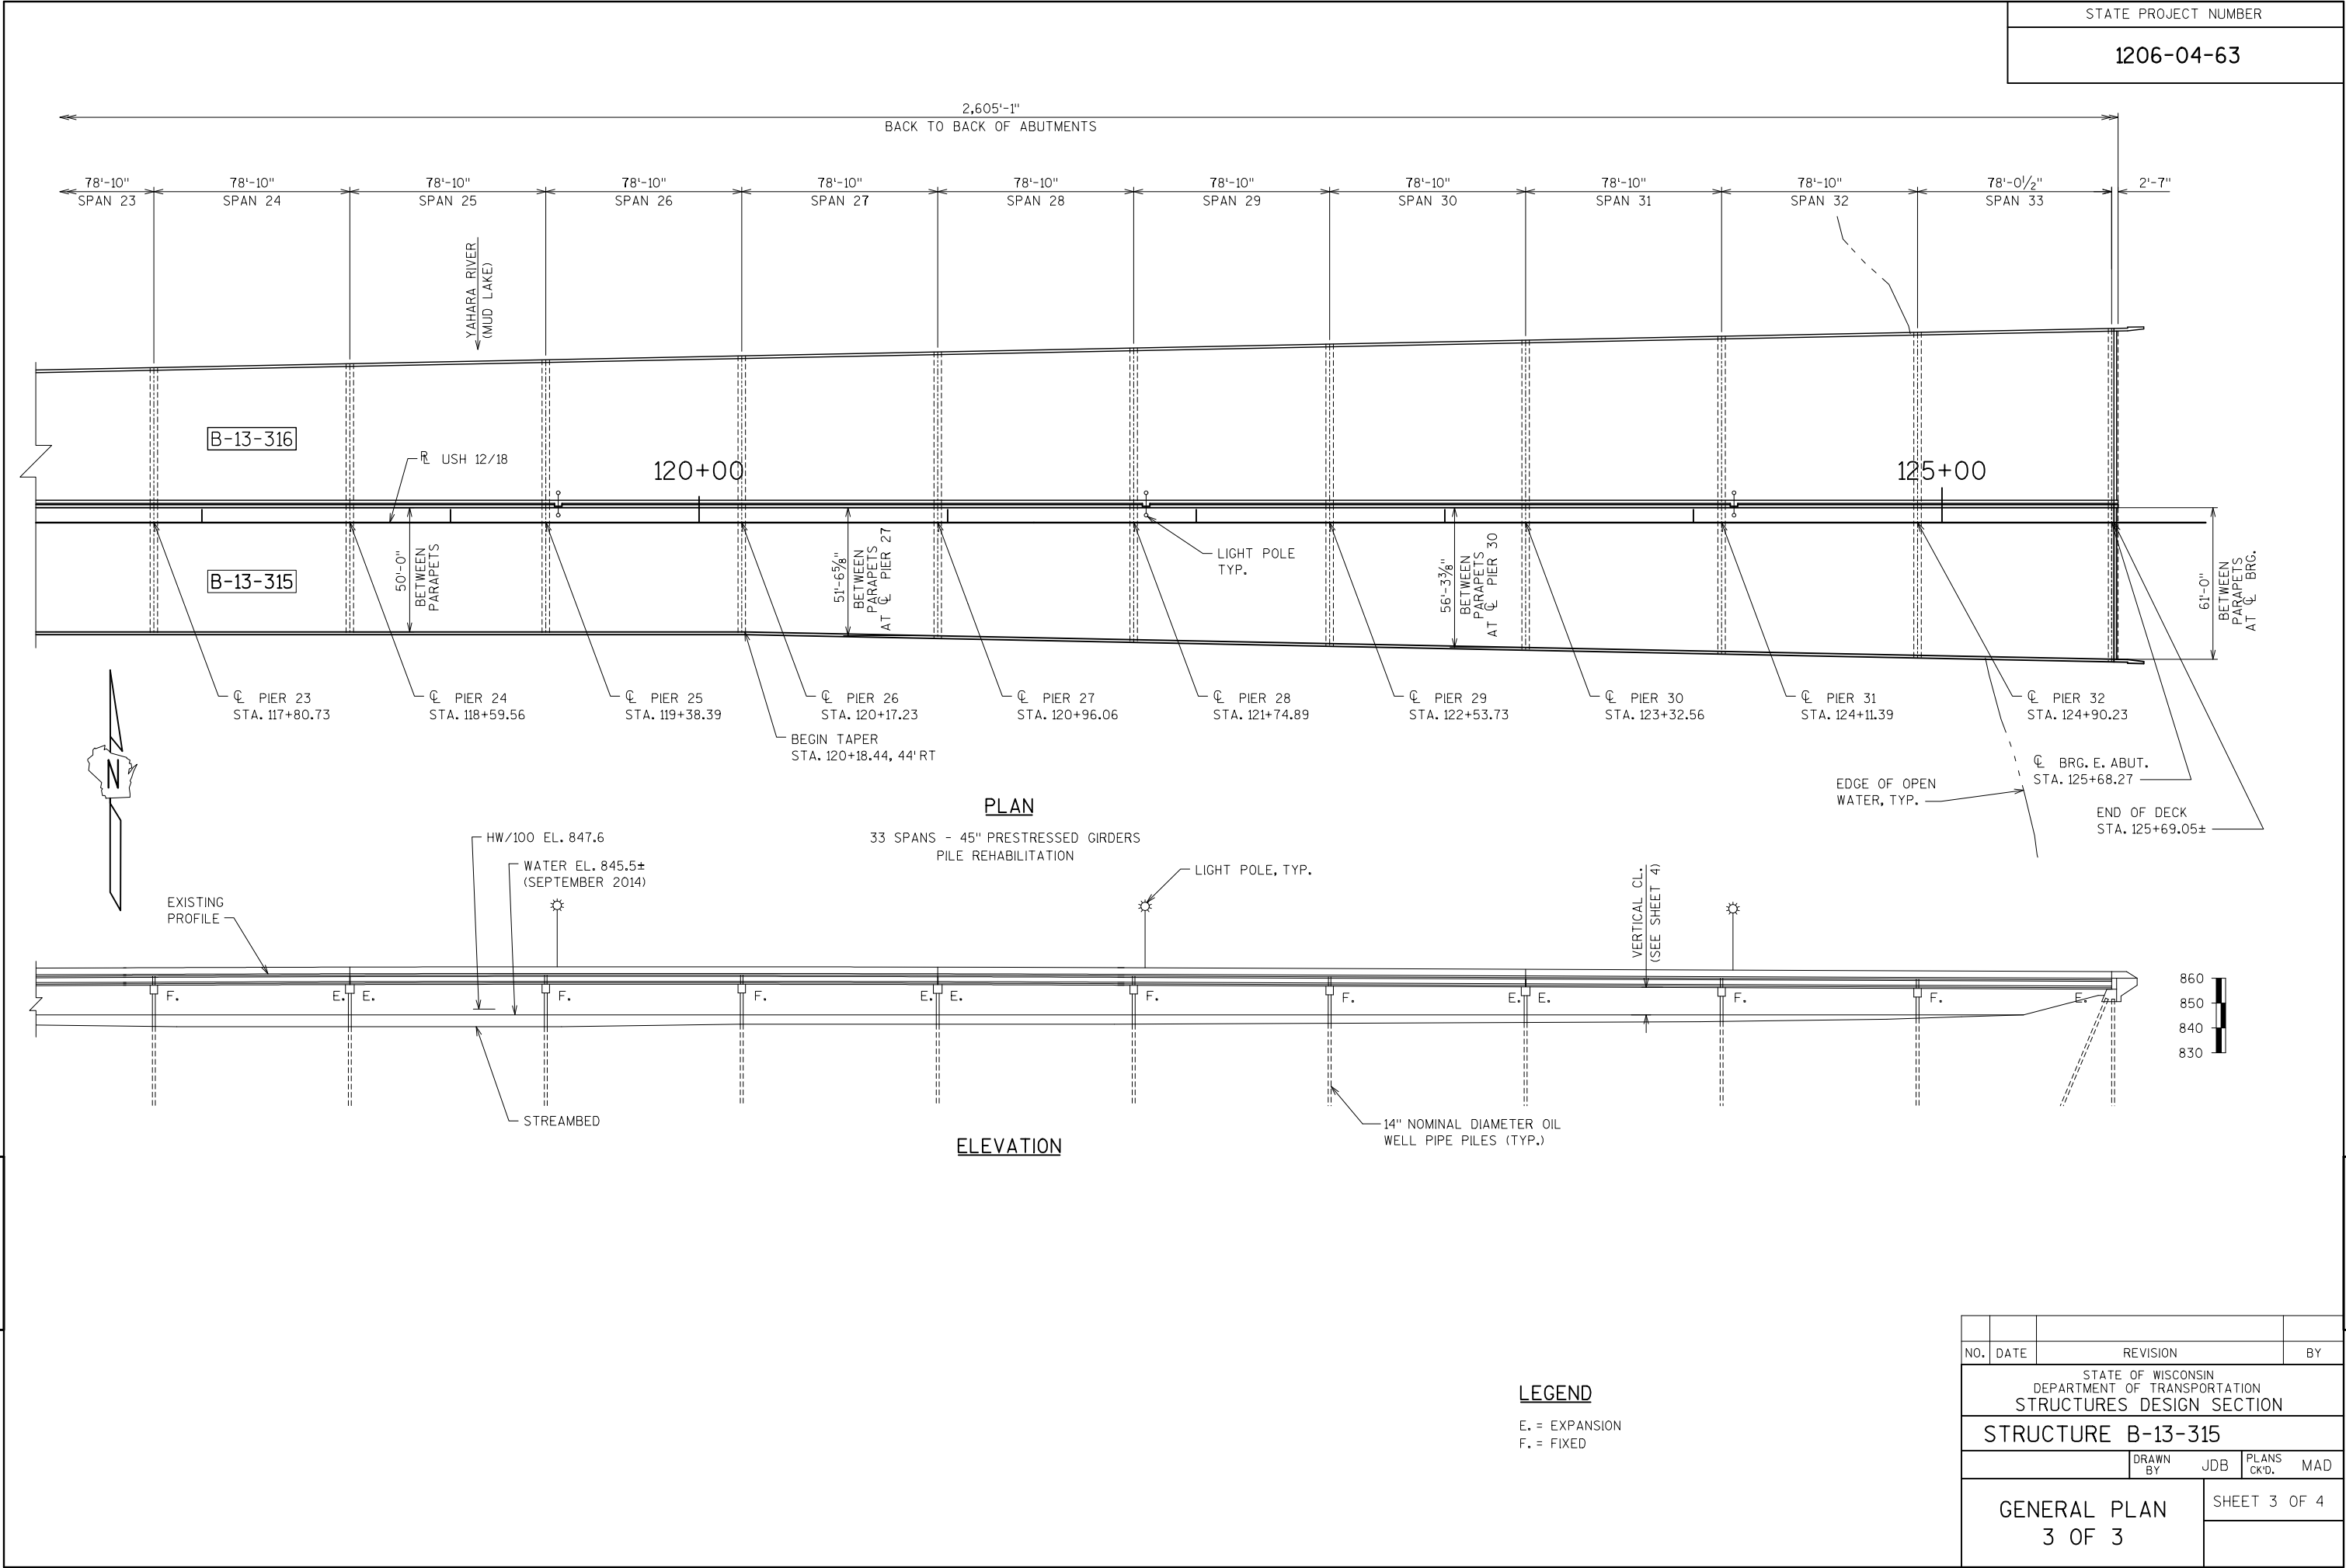 STATE PROJECT NUMBER
1206-04-63
2,605'-1"
BACK TO BACK OF ABUTMENTS
78'-10"
SPAN 23
78'-10"
SPAN 24
78'-10"
SPAN 25
78'-10"
SPAN 26
78'-10"
SPAN 27
78'-10"
SPAN 28
78'-10"
SPAN 29
78'-10"
SPAN 30
78'-10"
SPAN 31
78'-10"
SPAN 32
78'-0½"
SPAN 33
2'-7"
YAHARA RIVER
(MUD LAKE)
B-13-316
℞ USH 12/18
120+00
125+00
B-13-315
50'-0"
BETWEEN
PARAPETS
51'-6⅝"
BETWEEN
PARAPETS
AT ℄ PIER 27
LIGHT POLE
TYP.
56'-3⅜"
BETWEEN
PARAPETS
AT ℄ PIER 30
61'-0"
BETWEEN
PARAPETS
AT ℄ BRG.
℄ PIER 23
STA. 117+80.73
℄ PIER 24
STA. 118+59.56
℄ PIER 25
STA. 119+38.39
℄ PIER 26
STA. 120+17.23
℄ PIER 27
STA. 120+96.06
℄ PIER 28
STA. 121+74.89
℄ PIER 29
STA. 122+53.73
℄ PIER 30
STA. 123+32.56
℄ PIER 31
STA. 124+11.39
℄ PIER 32
STA. 124+90.23
BEGIN TAPER
STA. 120+18.44, 44' RT
℄ BRG. E. ABUT.
STA. 125+68.27
EDGE OF OPEN
WATER, TYP.
END OF DECK
STA. 125+69.05±
N
PLAN
33 SPANS - 45" PRESTRESSED GIRDERS
PILE REHABILITATION
HW/100 EL. 847.6
WATER EL. 845.5±
(SEPTEMBER 2014)
LIGHT POLE, TYP.
VERTICAL CL.
(SEE SHEET 4)
EXISTING
PROFILE
F.
E. E.
F.
F.
E. E.
F.
F.
E. E.
F.
F.
E.
860
850
840
830
STREAMBED
14" NOMINAL DIAMETER OIL
WELL PIPE PILES (TYP.)
ELEVATION
LEGEND
E. = EXPANSION
F. = FIXED
NO. DATE REVISION BY
STATE OF WISCONSIN
DEPARTMENT OF TRANSPORTATION
STRUCTURES DESIGN SECTION
STRUCTURE B-13-315
DRAWN BY JDB PLANS CK'D. MAD
GENERAL PLAN
3 OF 3
SHEET 3 OF 4